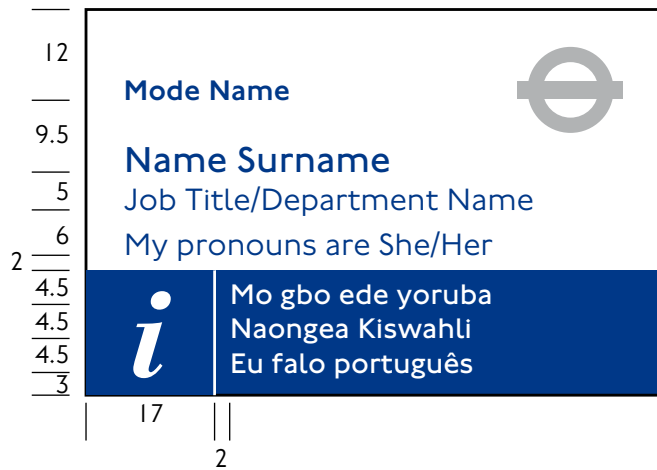 12
Mode Name
9.5
Name Surname
5
Job Title/Department Name
6
My pronouns are She/Her
2
4.5
Mo gbo ede yoruba
4.5
Naongea Kiswahli
4.5
Eu falo português
3
i
17
2